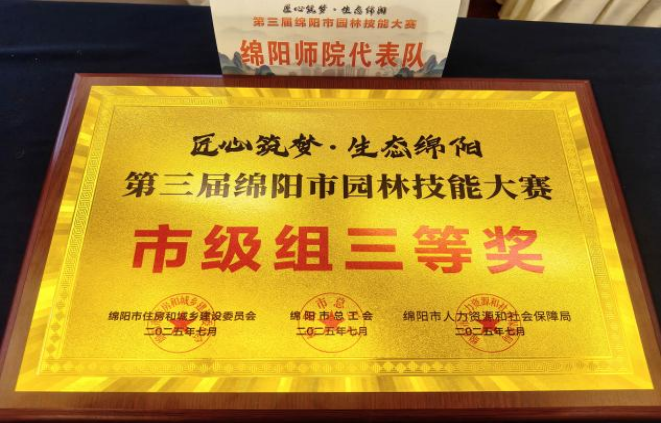 匠心筑梦·生态绵阳
第三届绵阳市园林技能大赛
绵阳师院代表队
匠心筑梦·生态绵阳
第三届绵阳市园林技能大赛
市级组三等奖
绵阳市住房和城乡建设委员会 绵阳市总工会 绵阳市人力资源和社会保障局
二〇二五年七月 二〇二五年七月 二〇二五年七月